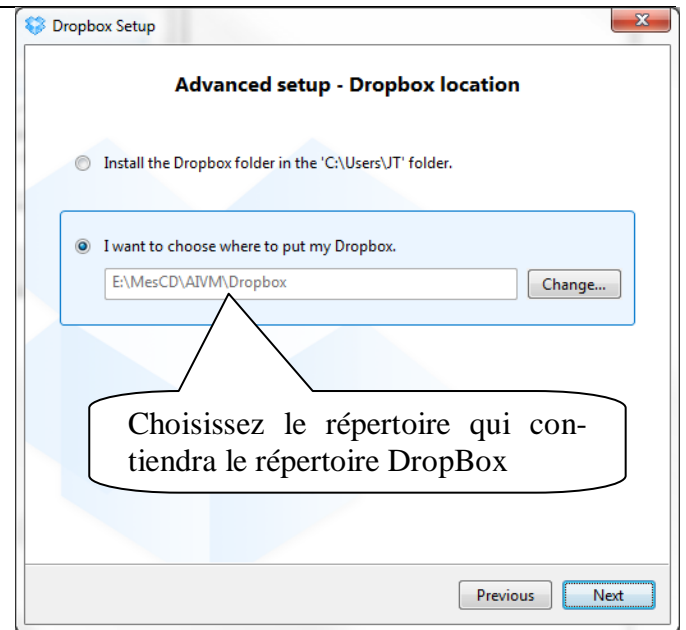 Dropbox Setup
Advanced setup - Dropbox location
Install the Dropbox folder in the 'C:\Users\JT' folder.
I want to choose where to put my Dropbox.
E:\MesCD\AIVM\Dropbox
Change...
Choisissez le répertoire qui con-
tiendra le répertoire DropBox
Previous
Next